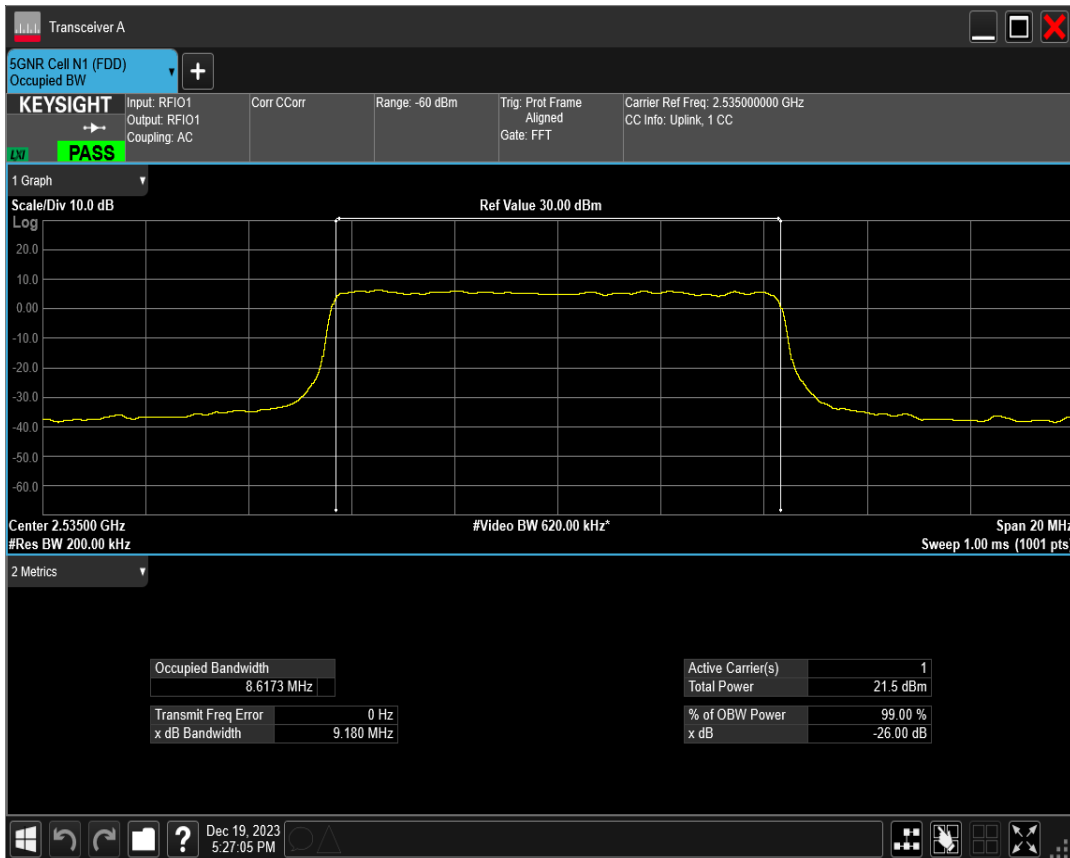 Transceiver A
5GNR Cell N1 (FDD)
Occupied BW
KEYSIGHT
LXI
PASS
Input: RFIO1
Output: RFIO1
Coupling: AC
Corr CCorr
Range: -60 dBm
Trig: Prot Frame
Aligned
Gate: FFT
Carrier Ref Freq: 2.535000000 GHz
CC Info: Uplink, 1 CC
1 Graph
Scale/Div 10.0 dB
Ref Value 30.00 dBm
Log
20.0
10.0
0.00
-10.0
-20.0
-30.0
-40.0
-50.0
-60.0
Center 2.53500 GHz
#Video BW 620.00 kHz*
Span 20 MHz
#Res BW 200.00 kHz
Sweep 1.00 ms (1001 pts)
2 Metrics
Occupied Bandwidth
8.6173 MHz
Transmit Freq Error 0 Hz
x dB Bandwidth 9.180 MHz
Active Carrier(s) 1
Total Power 21.5 dBm
% of OBW Power 99.00 %
x dB -26.00 dB
?
Dec 19, 2023
5:27:05 PM